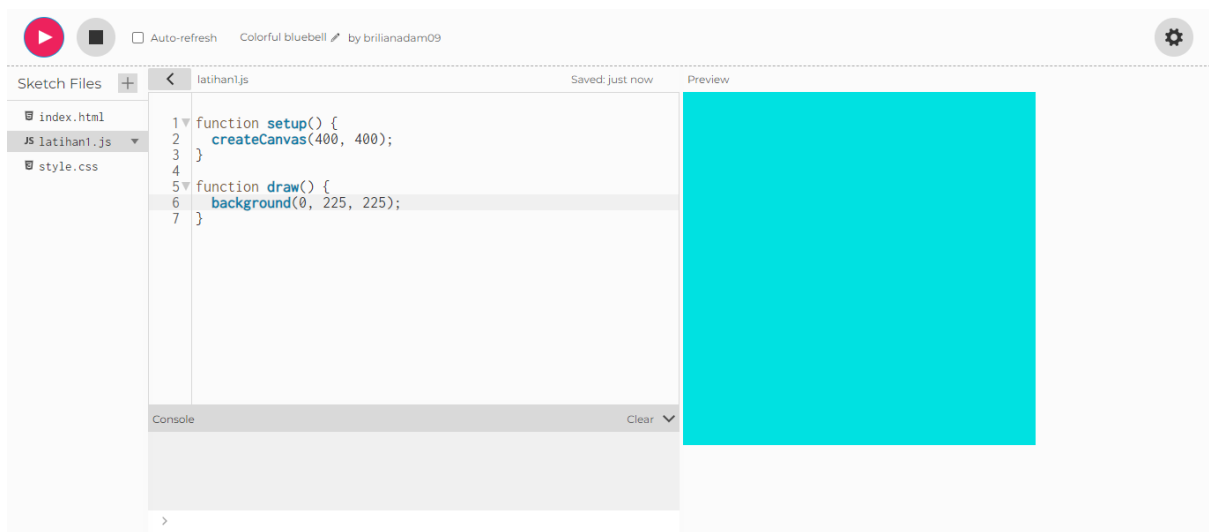 Auto-refresh Colorful bluebell by brilianadam09
Sketch Files +
index.html
JS latihan1.js
style.css
latihan1.js Saved: just now
1 function setup() {
2 createCanvas(400, 400);
3 }
4
5 function draw() {
6 background(0, 225, 225);
7 }
Console Clear
>
Preview